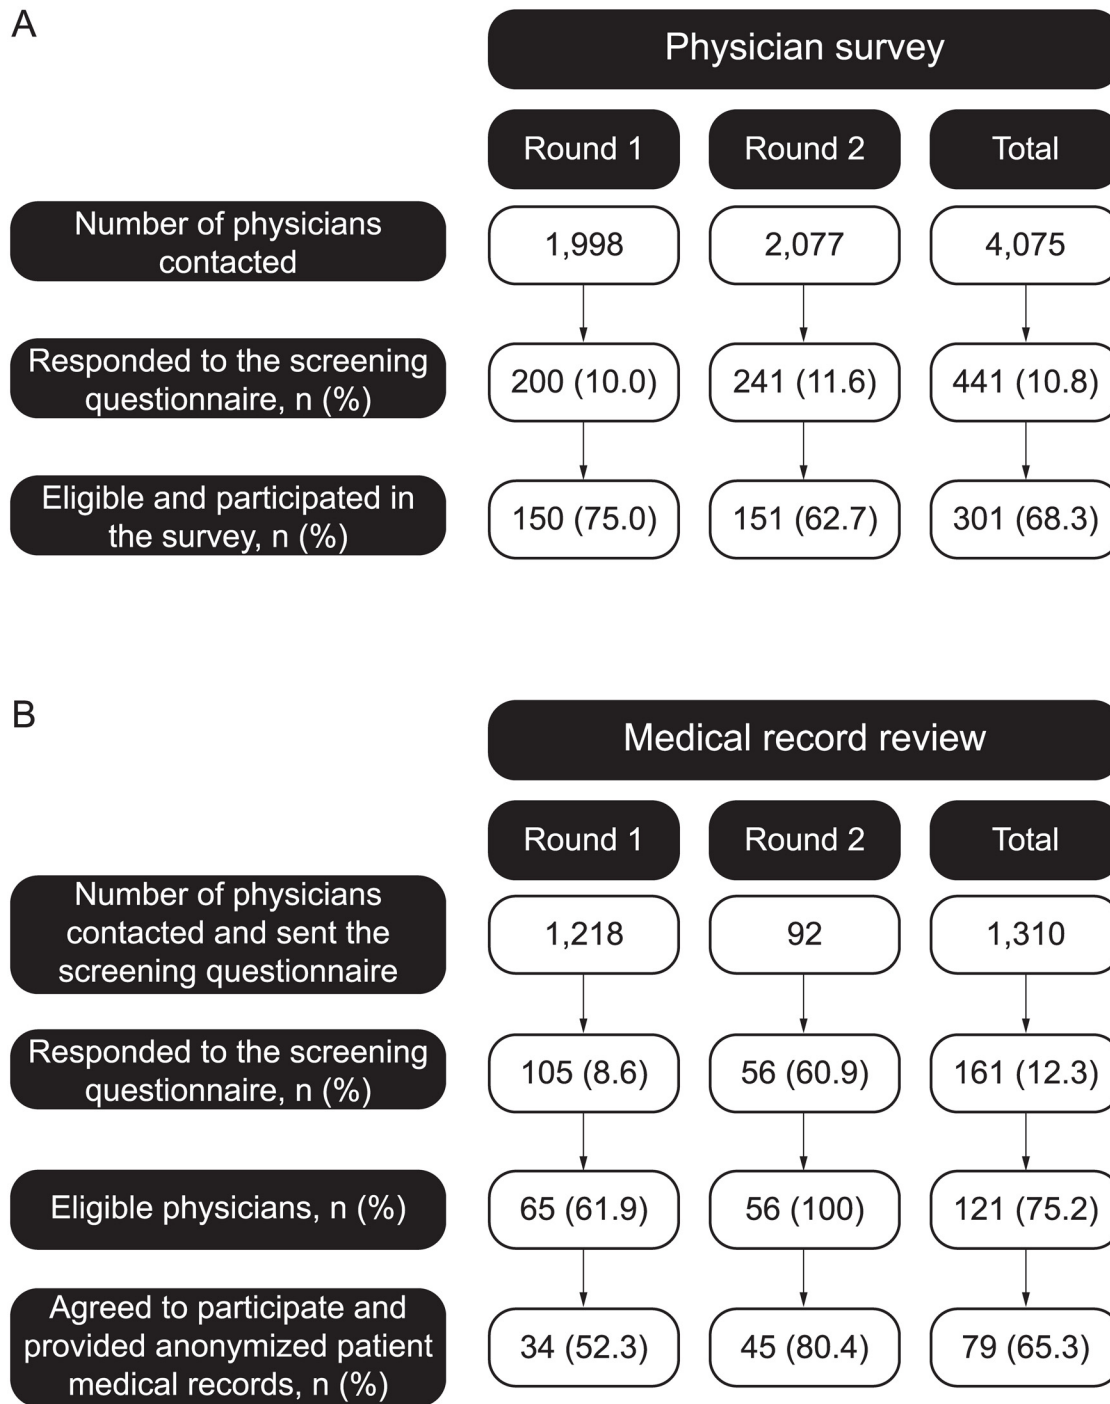 A
Physician survey
Round 1
Round 2
Total
Number of physicians
contacted
1,998
2,077
4,075
Responded to the screening
questionnaire, n (%)
200 (10.0)
241 (11.6)
441 (10.8)
Eligible and participated in
the survey, n (%)
150 (75.0)
151 (62.7)
301 (68.3)
B
Medical record review
Round 1
Round 2
Total
Number of physicians
contacted and sent the
screening questionnaire
1,218
92
1,310
Responded to the screening
questionnaire, n (%)
105 (8.6)
56 (60.9)
161 (12.3)
Eligible physicians, n (%)
65 (61.9)
56 (100)
121 (75.2)
Agreed to participate and
provided anonymized patient
medical records, n (%)
34 (52.3)
45 (80.4)
79 (65.3)